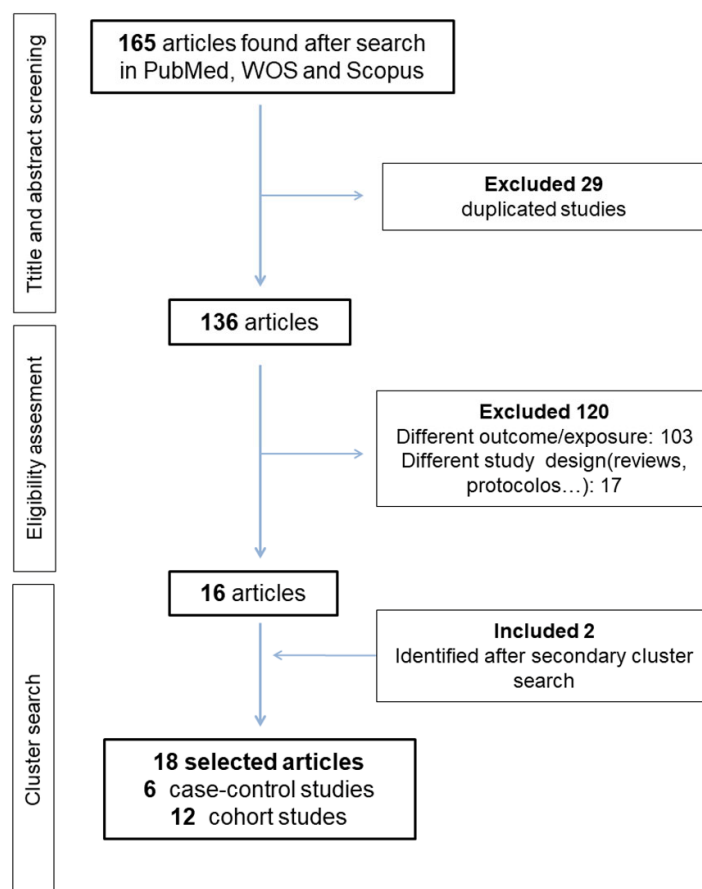 Ttitle and abstract screening
165 articles found after search
in PubMed, WOS and Scopus
Excluded 29
duplicated studies
136 articles
Eligibility assesment
Excluded 120
Different outcome/exposure: 103
Different study design(reviews,
protocolos…): 17
16 articles
Cluster search
Included 2
Identified after secondary cluster
search
18 selected articles
6 case-control studies
12 cohort studes